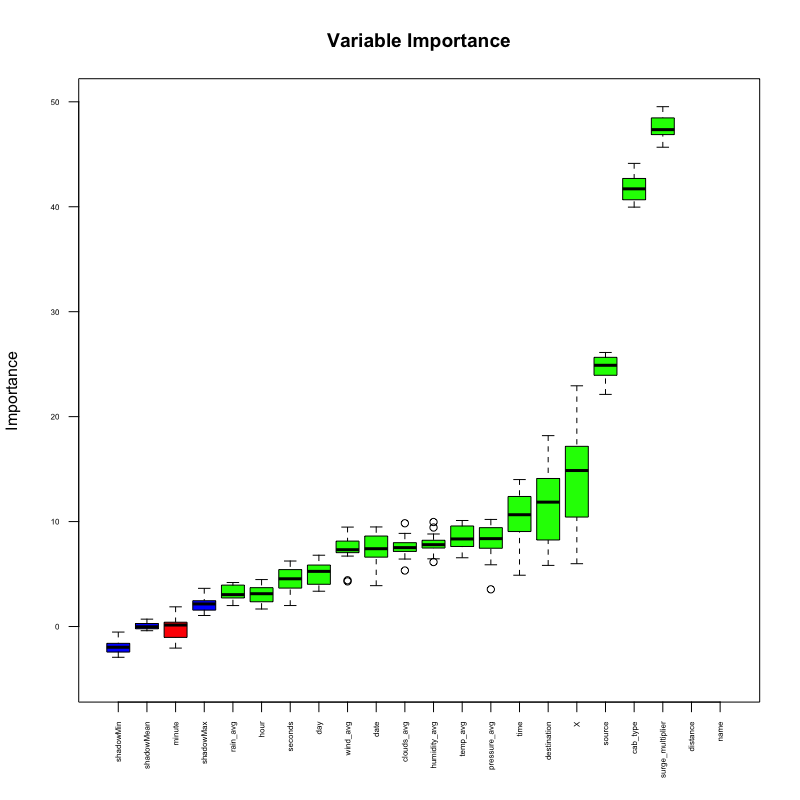 Variable Importance
Importance
50
40
30
20
10
0
shadowMin
shadowMean
minute
shadowMax
rain_avg
hour
seconds
day
wind_avg
date
clouds_avg
humidity_avg
temp_avg
pressure_avg
time
destination
X
source
cab_type
surge_multiplier
distance
name